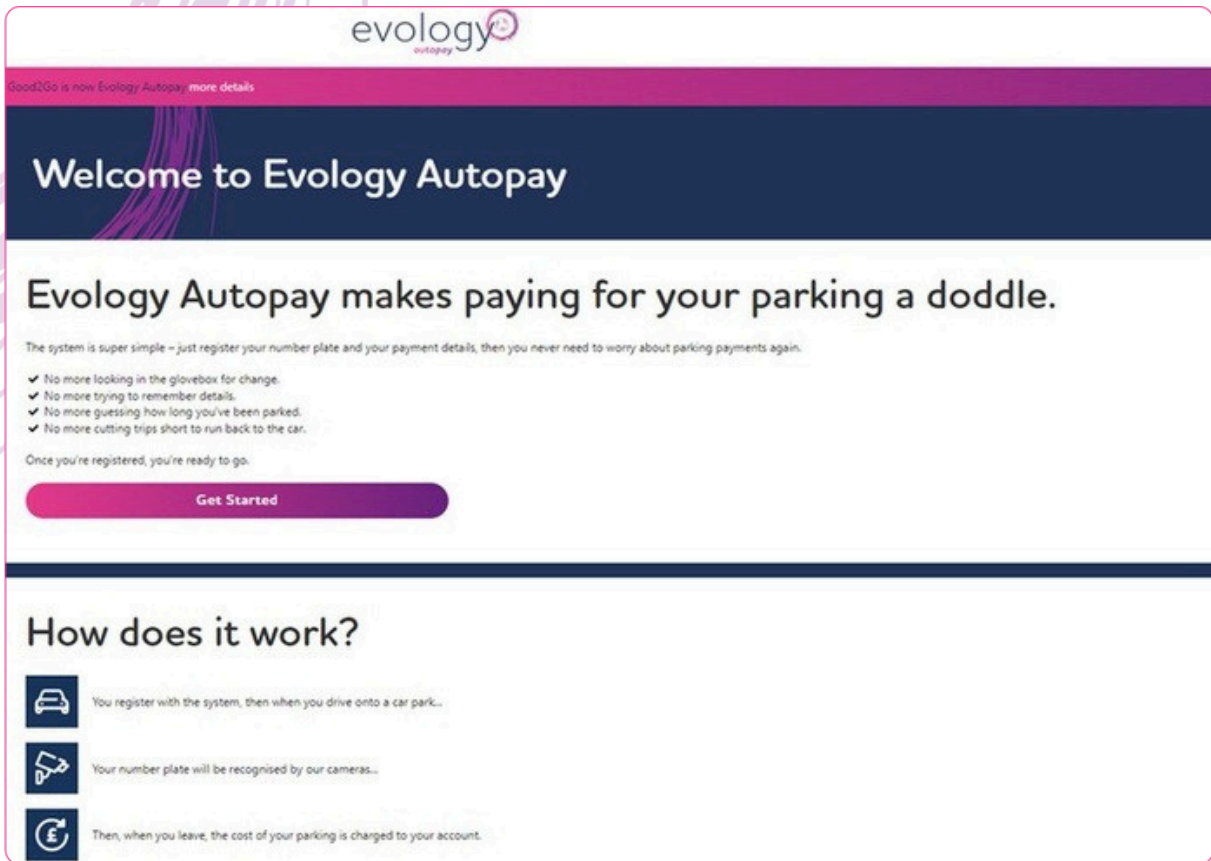 evology
autopay
Good2Go is now Evology Autopay more details
Welcome to Evology Autopay
Evology Autopay makes paying for your parking a doddle.
The system is super simple – just register your number plate and your payment details, then you never need to worry about parking payments again.
✔ No more looking in the glovebox for change.
✔ No more trying to remember details.
✔ No more guessing how long you've been parked.
✔ No more cutting trips short to run back to the car.
Once you're registered, you're ready to go.
Get Started
How does it work?
You register with the system, then when you drive onto a car park...
Your number plate will be recognised by our cameras...
£
Then, when you leave, the cost of your parking is charged to your account.